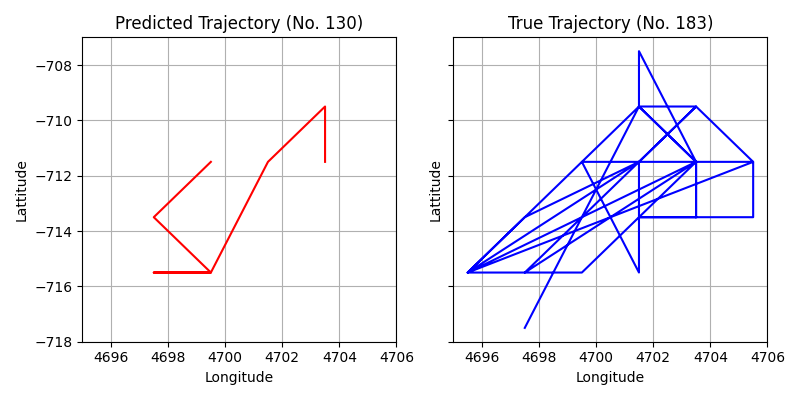 Predicted Trajectory (No. 130)
True Trajectory (No. 183)
−708
−710
−712
−714
−716
−718
Lattitude
Lattitude
4696 4698 4700 4702 4704 4706
4696 4698 4700 4702 4704 4706
Longitude
Longitude